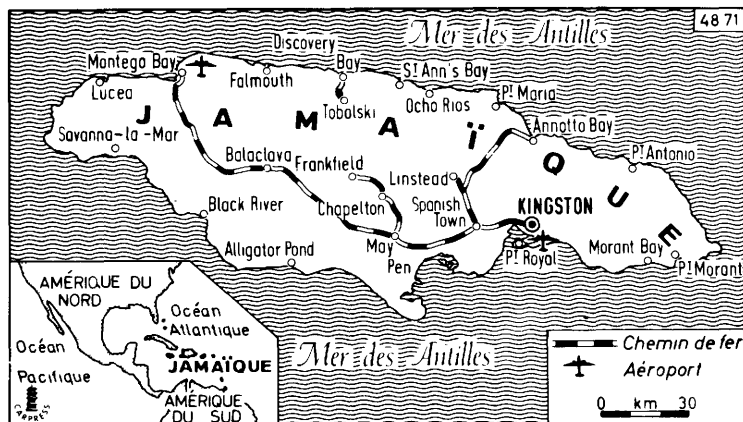 Mer des Antilles
48 71
Montego Bay
Discovery
Bay
Lucea
Falmouth
St Ann's Bay
Tobolski
Ocho Rios
Pt Maria
JAMAÏQUE
Savanna-la-Mar
Annotto Bay
Balaclava
Frankfield
Linstead
Pt Antonio
Chapelton
Spanish
Town
KINGSTON
Black River
May
Pen
Pt Royal
Morant Bay
Pt Morant
Alligator Pond
AMÉRIQUE DU
NORD
Océan
Atlantique
Océan
Pacifique
JAMAÏQUE
AMÉRIQUE
DU SUD
CARPRESS
Mer des Antilles
Chemin de fer
Aéroport
0 km 30